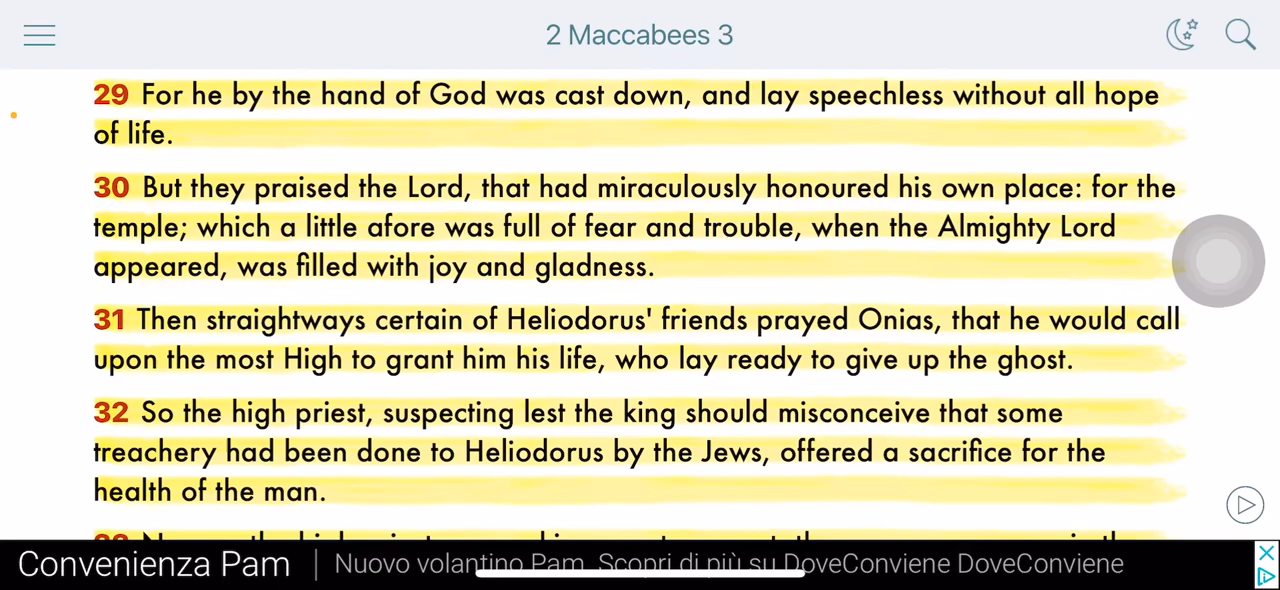 2 Maccabees 3
29 For he by the hand of God was cast down, and lay speechless without all hope
of life.
30 But they praised the Lord, that had miraculously honoured his own place: for the
temple; which a little afore was full of fear and trouble, when the Almighty Lord
appeared, was filled with joy and gladness.
31 Then straightways certain of Heliodorus' friends prayed Onias, that he would call
upon the most High to grant him his life, who lay ready to give up the ghost.
32 So the high priest, suspecting lest the king should misconceive that some
treachery had been done to Heliodorus by the Jews, offered a sacrifice for the
health of the man.
Convenienza Pam | Nuovo volantino Pam. Scopri di più su DoveConviene DoveConviene